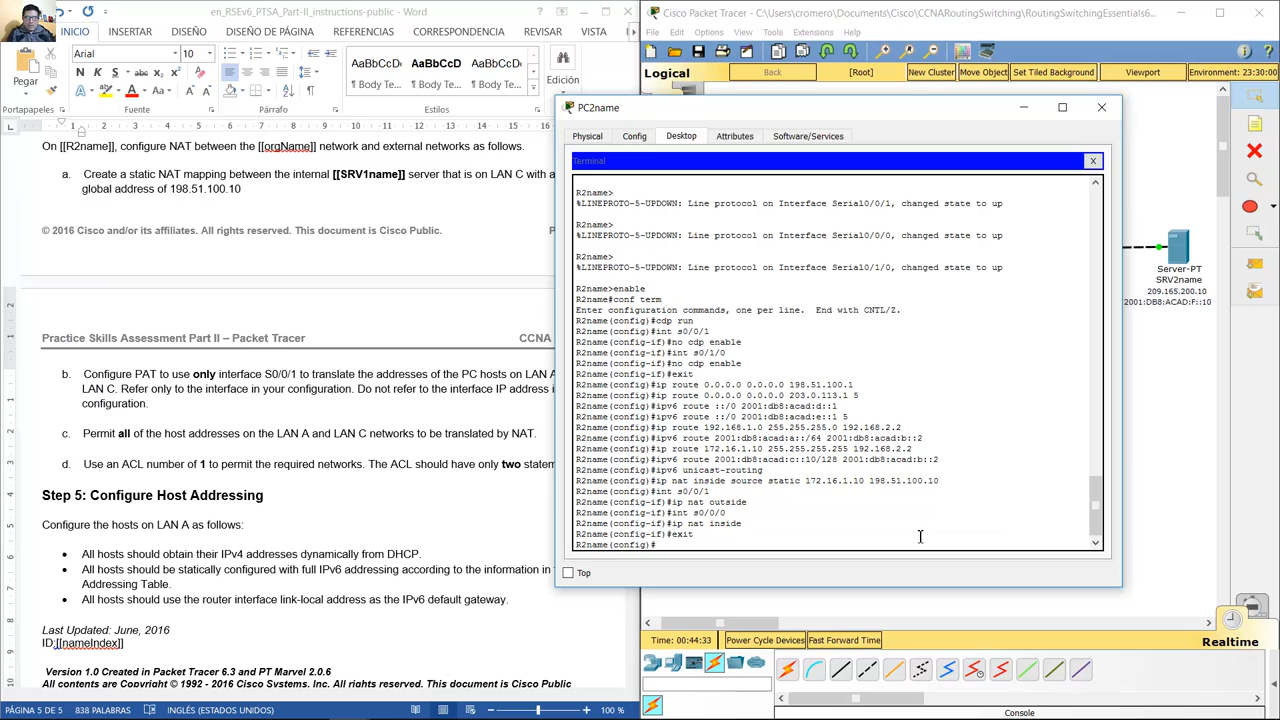 en_RSEv6_PTSA_Part-II_instructions-public - Word
INICIO INSERTAR DISEÑO DISEÑO DE PÁGINA REFERENCIAS CORRESPONDENCIA REVISAR VISTA
Pegar
Arial 10
N K S abc x₂ x²
AaBbCcD AaBbCcD AaBbCcD
¶ Body Te... ¶ Body Te... ¶ Body Te...
Edición
Portapapeles Fuente Párrafo Estilos
On [[R2name]], configure NAT between the [[orgName]] network and external networks as follows.
a. Create a static NAT mapping between the internal [[SRV1name]] server that is on LAN C with a
global address of 198.51.100.10
© 2016 Cisco and/or its affiliates. All rights reserved. This document is Cisco Public.
Practice Skills Assessment Part II – Packet Tracer CCNA
b. Configure PAT to use only interface S0/0/1 to translate the addresses of the PC hosts on LAN A
LAN C. Refer only to the interface in your configuration. Do not refer to the interface IP address i
configuration.
c. Permit all of the host addresses on the LAN A and LAN C networks to be translated by NAT.
d. Use an ACL number of 1 to permit the required networks. The ACL should have only two statem
Step 5: Configure Host Addressing
Configure the hosts on LAN A as follows:
• All hosts should obtain their IPv4 addresses dynamically from DHCP.
• All hosts should be statically configured with full IPv6 addressing according to the information in
Addressing Table.
• All hosts should use the router interface link-local address as the IPv6 default gateway.
Last Updated: June, 2016
ID:[[nameIndex]]
Version 1.0 Created in Packet Tracer 6.3 and PT Marvel 2.0.6
All contents are Copyright © 1992 - 2016 Cisco Systems, Inc. All rights reserved. This document is Cisco Public
PÁGINA 5 DE 5 838 PALABRAS INGLÉS (ESTADOS UNIDOS) 100 %
Cisco Packet Tracer - C:\Users\cromero\Documents\Cisco\CCNARoutingSwitching\RoutingSwitchingEssentials6...
File Edit Options View Tools Extensions Help
Logical Back [Root] New Cluster Move Object Set Tiled Background Viewport Environment: 23:30:00
PC2name
Physical Config Desktop Attributes Software/Services
Terminal X
R2name>
%LINEPROTO-5-UPDOWN: Line protocol on Interface Serial0/0/1, changed state to up
R2name>
%LINEPROTO-5-UPDOWN: Line protocol on Interface Serial0/0/0, changed state to up
R2name>
%LINEPROTO-5-UPDOWN: Line protocol on Interface Serial0/1/0, changed state to up
R2name>enable
R2name#conf term
Enter configuration commands, one per line. End with CNTL/Z.
R2name(config)#cdp run
R2name(config)#int s0/0/1
R2name(config-if)#no cdp enable
R2name(config-if)#int s0/1/0
R2name(config-if)#no cdp enable
R2name(config-if)#exit
R2name(config)#ip route 0.0.0.0 0.0.0.0 198.51.100.1
R2name(config)#ip route 0.0.0.0 0.0.0.0 203.0.113.1 5
R2name(config)#ipv6 route ::/0 2001:db8:acad:d::1
R2name(config)#ipv6 route ::/0 2001:db8:acad:e::1 5
R2name(config)#ip route 192.168.1.0 255.255.255.0 192.168.2.2
R2name(config)#ipv6 route 2001:db8:acad:a::/64 2001:db8:acad:b::2
R2name(config)#ip route 172.16.1.10 255.255.255.255 192.168.2.2
R2name(config)#ipv6 route 2001:db8:acad:c::10/128 2001:db8:acad:b::2
R2name(config)#ipv6 unicast-routing
R2name(config)#ip nat inside source static 172.16.1.10 198.51.100.10
R2name(config)#int s0/0/1
R2name(config-if)#ip nat outside
R2name(config-if)#int s0/0/0
R2name(config-if)#ip nat inside
R2name(config-if)#exit
R2name(config)#
Top
Server-PT
SRV2name
209.165.200.10
2001:DB8:ACAD:F::10
Time: 00:44:33 Power Cycle Devices Fast Forward Time Realtime
Console